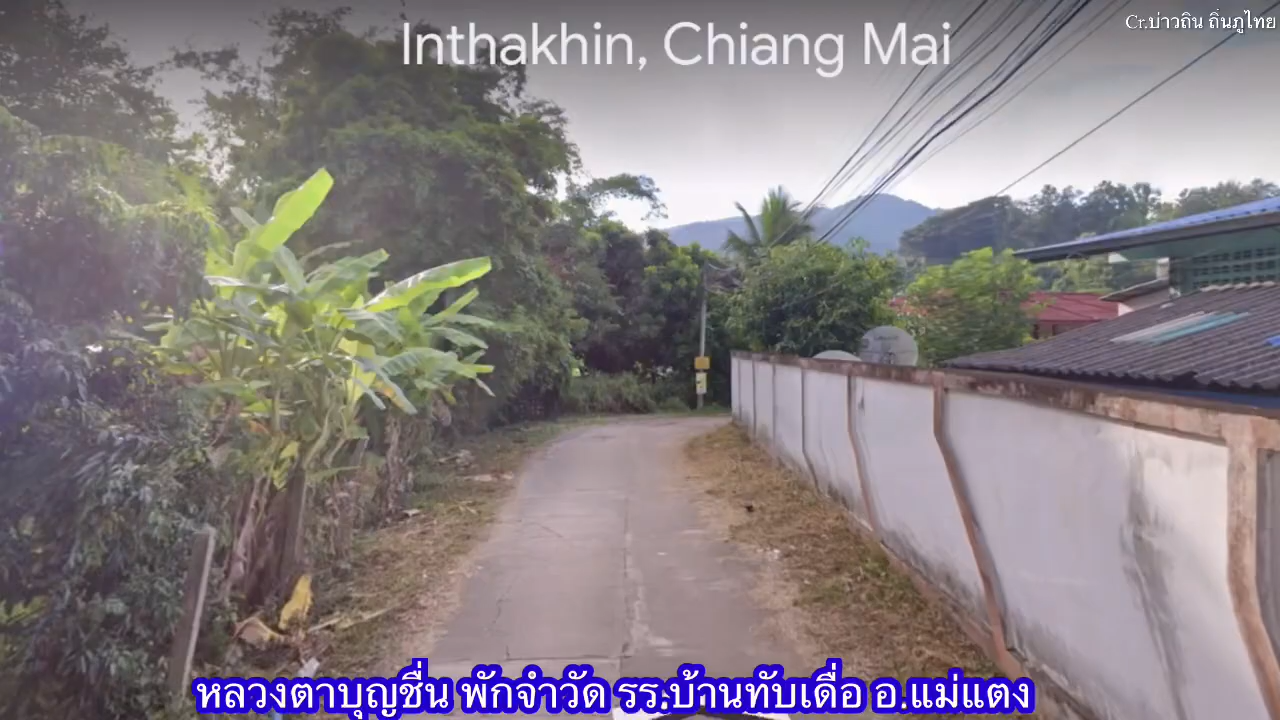 Inthakhin, Chiang Mai
Cr.บ่าวถิน ถิ่นภูไทย
หลวงตาบุญชื่น พักจำวัด รร.บ้านทับเดื่อ อ.แม่แตง